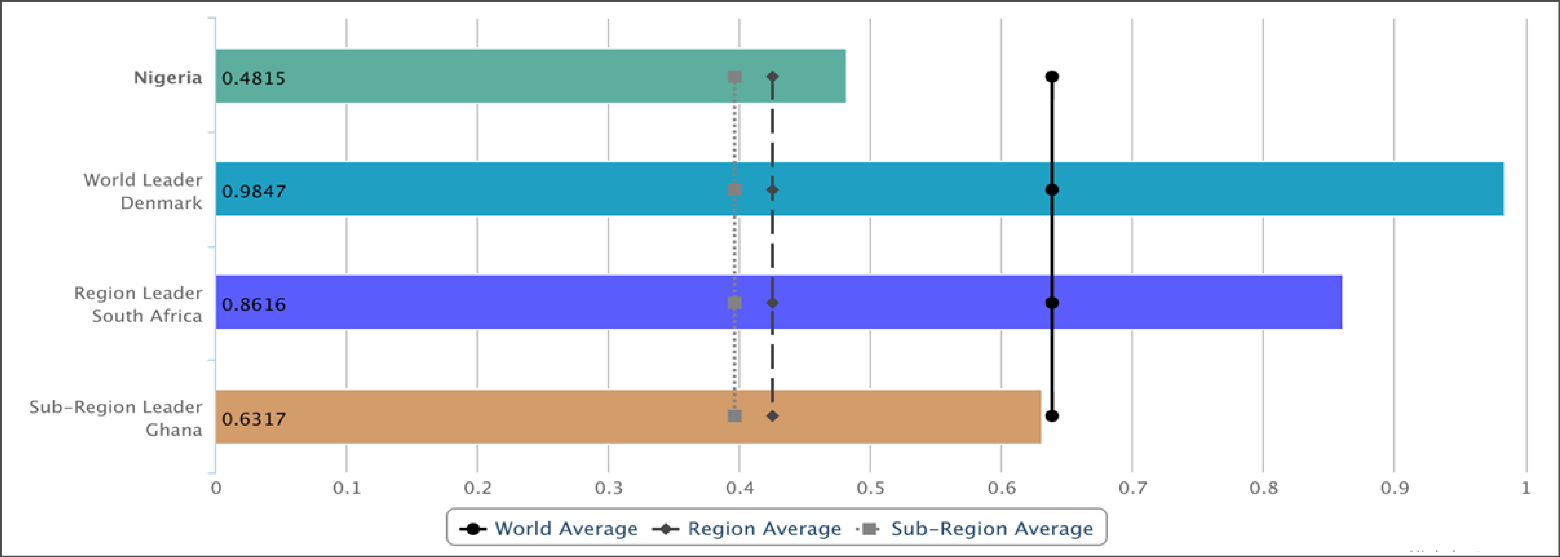 Nigeria
0.4815
World Leader
Denmark
0.9847
Region Leader
South Africa
0.8616
Sub-Region Leader
Ghana
0.6317
0 0.1 0.2 0.3 0.4 0.5 0.6 0.7 0.8 0.9 1
World Average Region Average Sub-Region Average